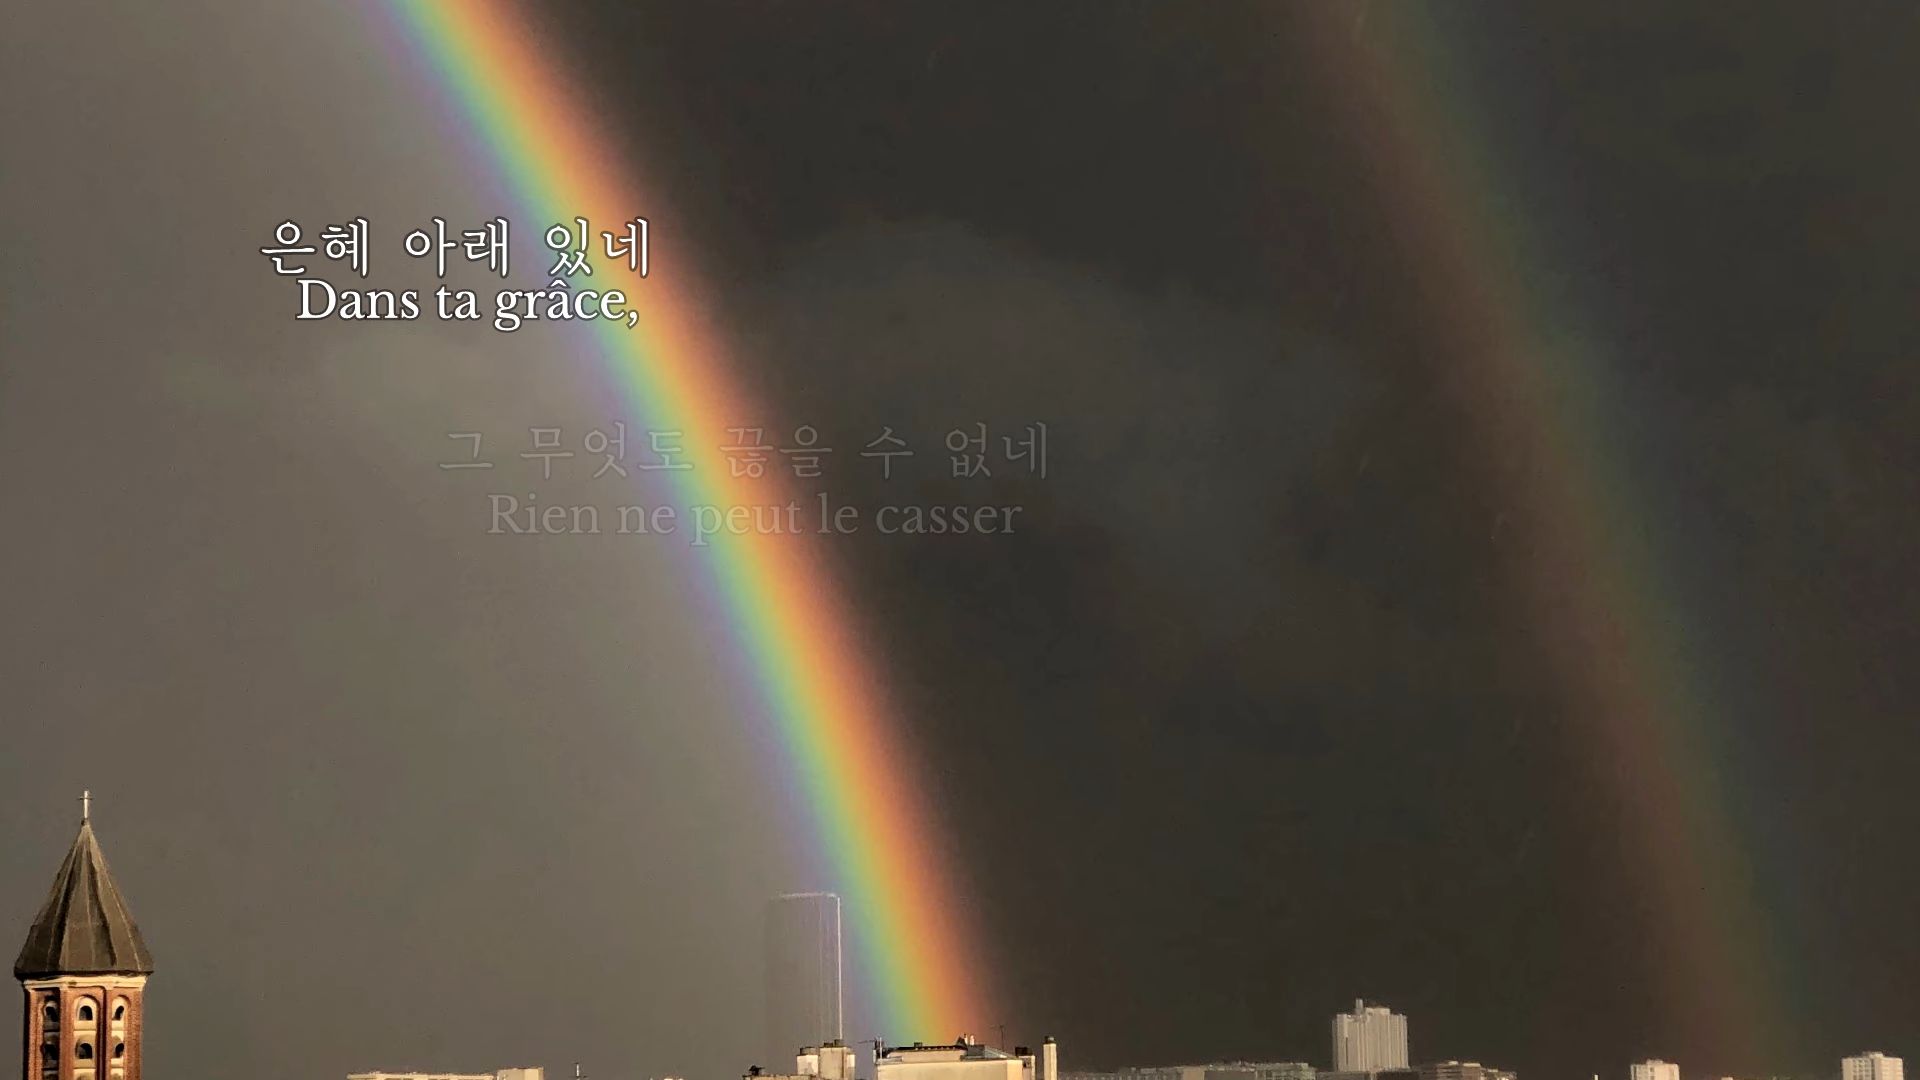 은혜 아래 있네
Dans ta grâce,
그 무엇도 끊을 수 없네
Rien ne peut le casser